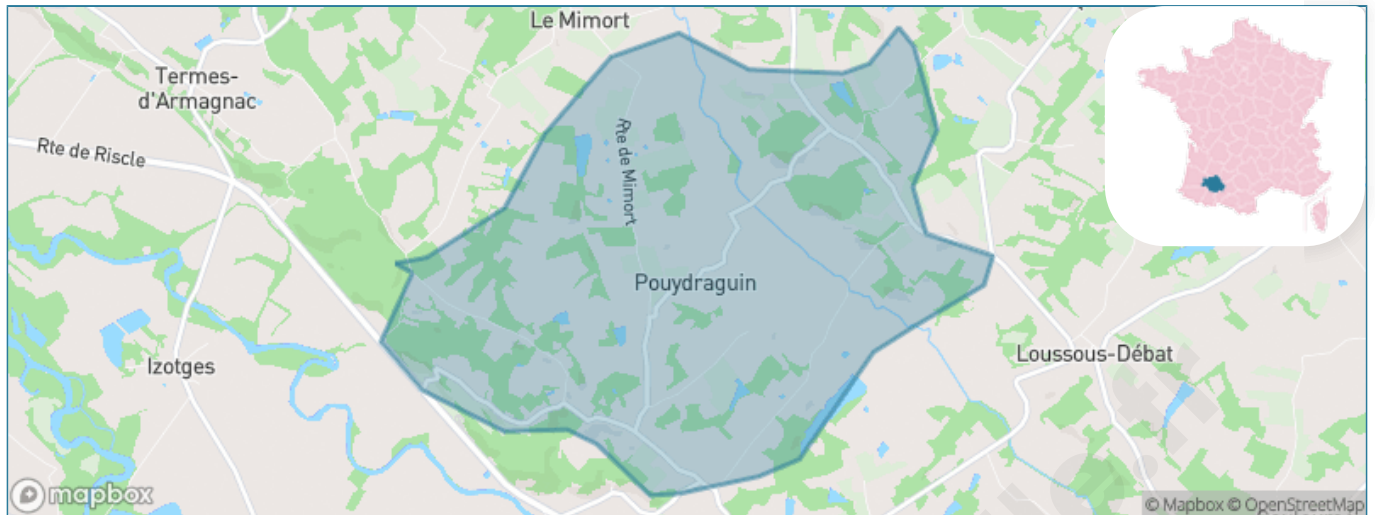 Le Mimort
Termes-
d'Armagnac
Rte de Riscle
Rte de Mimort
Pouydraguin
Izotges
Loussous-Débat
mapbox
© Mapbox © OpenStreetMap